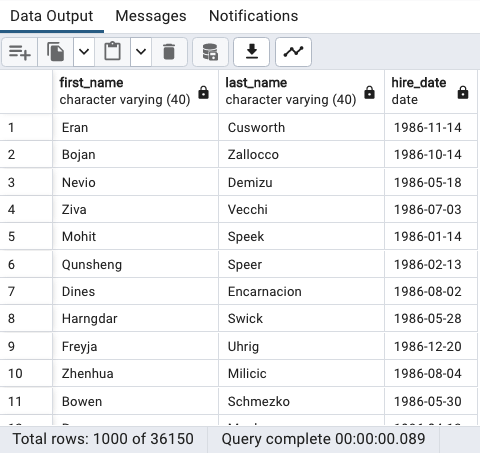 Data Output Messages Notifications
first_name last_name hire_date
character varying (40) character varying (40) date
1 Eran Cusworth 1986-11-14
2 Bojan Zallocco 1986-10-14
3 Nevio Demizu 1986-05-18
4 Ziva Vecchi 1986-07-03
5 Mohit Speek 1986-01-14
6 Qunsheng Speer 1986-02-13
7 Dines Encarnacion 1986-08-02
8 Harngdar Swick 1986-05-28
9 Freyja Uhrig 1986-12-20
10 Zhenhua Milicic 1986-08-04
11 Bowen Schmezko 1986-05-30
Total rows: 1000 of 36150 Query complete 00:00:00.089